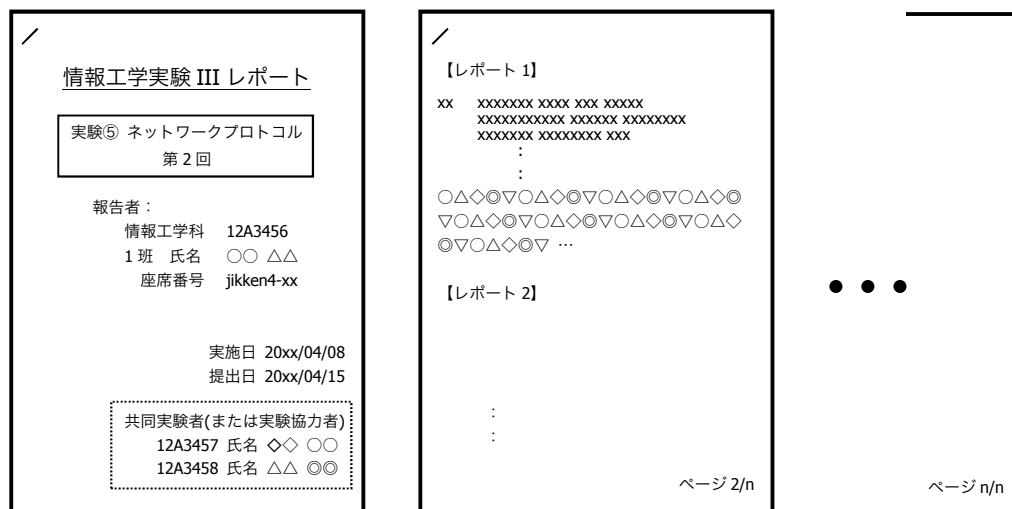 情報工学実験 III レポート
実験⑤ ネットワークプロトコル
第 2 回
報告者：
情報工学科 12A3456
1 班 氏名 ○○ △△
座席番号 jikken4-xx
実施日 20xx/04/08
提出日 20xx/04/15
共同実験者(または実験協力者)
12A3457 氏名 ◇◇ ○○
12A3458 氏名 △△ ◎◎
【レポート 1】
xx xxxxxxx xxxx xxx xxxxx
xxxxxxxxxxx xxxxxx xxxxxxxx
xxxxxxx xxxxxxxx xxx
：
：
○△◇◎▽○△◇◎▽○△◇◎▽○△◇◎
▽○△◇◎▽○△◇◎▽○△◇◎▽○△◇
◎▽○△◇◎▽ …
【レポート 2】
：
：
ページ 2/n
• • •
ページ n/n